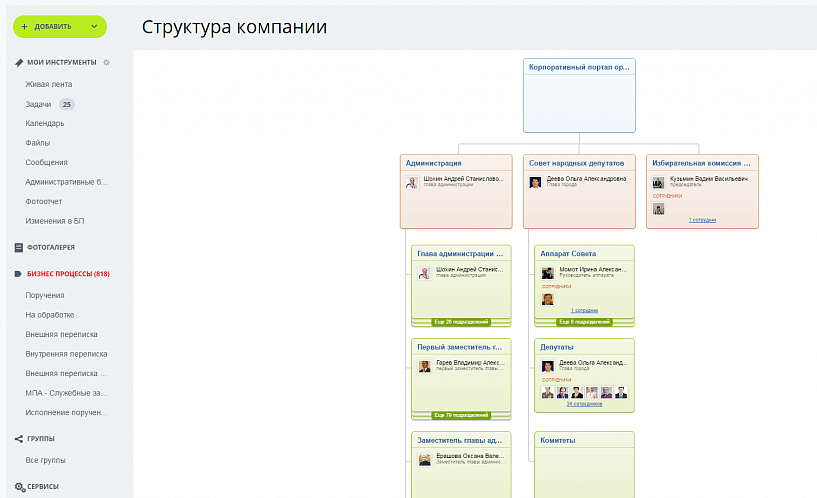 ДОБАВИТЬ
МОИ ИНСТРУМЕНТЫ
Живая лента
Задачи 25
Календарь
Файлы
Сообщения
Административные б...
Фотоотчет
Изменения в БП
ФОТОГАЛЕРЕЯ
БИЗНЕС ПРОЦЕССЫ (818)
Поручения
На обработке
Внешняя переписка
Внутренняя переписка
Внешняя переписка ...
МПА - Служебные за...
Исполнение поручен...
ГРУППЫ
Все группы
СЕРВИСЫ
Структура компании
Корпоративный портал ор...
Администрация
Шохин Андрей Станиславо...
глава администрации
Совет народных депутатов
Деева Ольга Александровна
Глава города
Избирательная комиссия ...
Кузьмин Вадим Васильевич
председатель
СОТРУДНИКИ
1 сотрудник
Глава администрации ...
Шохин Андрей Станис...
глава администрации
Еще 26 подразделений
Аппарат Совета
Момот Ирина Алексан...
Руководитель аппарата
СОТРУДНИКИ
1 сотрудник
Еще 6 подразделений
Первый заместитель г...
Гарев Владимир Алекс...
первый заместитель главы ...
Еще 79 подразделений
Депутаты
Деева Ольга Александ...
Глава города
СОТРУДНИКИ
34 сотрудников
Заместитель главы ад...
Ерашова Оксана Вале...
Заместитель главы админис...
Комитеты